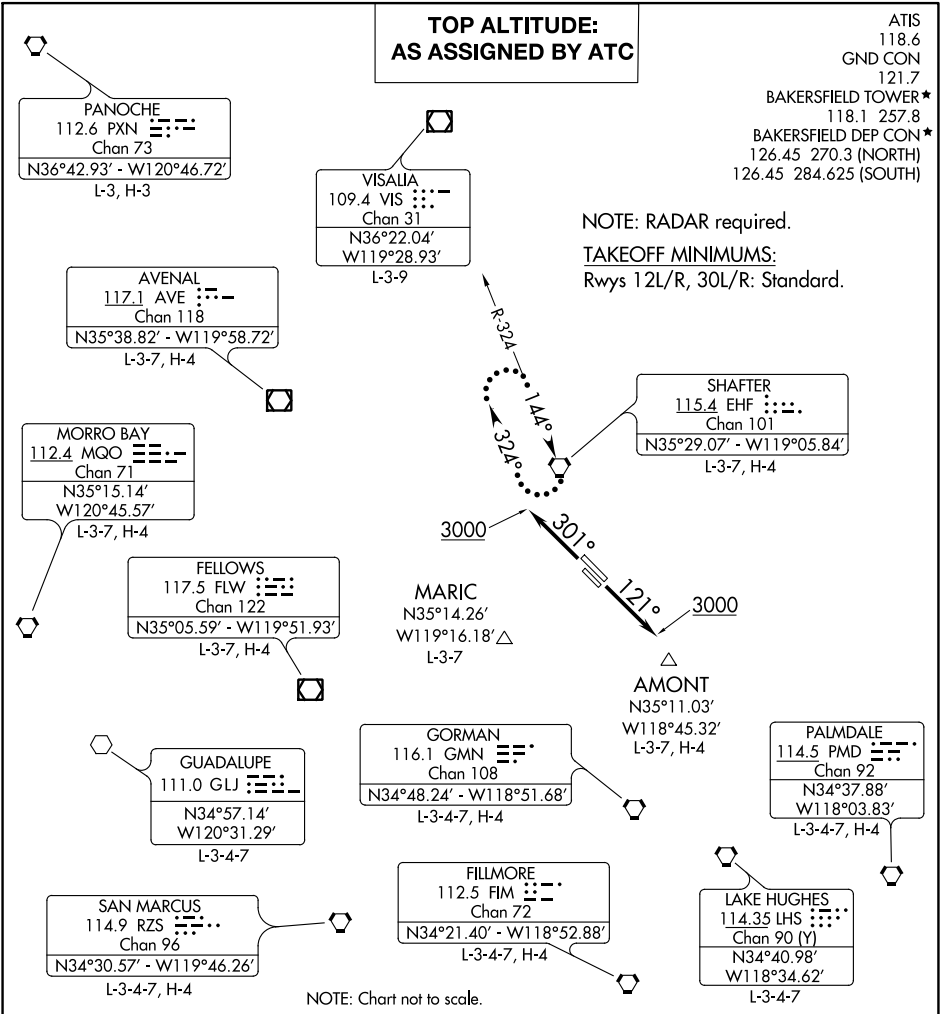 TOP ALTITUDE:
AS ASSIGNED BY ATC
ATIS
118.6
GND CON
121.7
BAKERSFIELD TOWER★
118.1 257.8
BAKERSFIELD DEP CON★
126.45 270.3 (NORTH)
126.45 284.625 (SOUTH)
PANOCHE
112.6 PXN
Chan 73
N36°42.93' - W120°46.72'
L-3, H-3
VISALIA
109.4 VIS
Chan 31
N36°22.04'
W119°28.93'
L-3-9
NOTE: RADAR required.
TAKEOFF MINIMUMS:
Rwys 12L/R, 30L/R: Standard.
AVENAL
117.1 AVE
Chan 118
N35°38.82' - W119°58.72'
L-3-7, H-4
R-324
144°
324°
SHAFTER
115.4 EHF
Chan 101
N35°29.07' - W119°05.84'
L-3-7, H-4
MORRO BAY
112.4 MQO
Chan 71
N35°15.14'
W120°45.57'
L-3-7, H-4
3000
301°
121°
3000
FELLOWS
117.5 FLW
Chan 122
N35°05.59' - W119°51.93'
L-3-7, H-4
MARIC
N35°14.26'
W119°16.18'
L-3-7
AMONT
N35°11.03'
W118°45.32'
L-3-7, H-4
GUADALUPE
111.0 GLJ
N34°57.14'
W120°31.29'
L-3-4-7
GORMAN
116.1 GMN
Chan 108
N34°48.24' - W118°51.68'
L-3-4-7, H-4
PALMDALE
114.5 PMD
Chan 92
N34°37.88'
W118°03.83'
L-3-4-7, H-4
SAN MARCUS
114.9 RZS
Chan 96
N34°30.57' - W119°46.26'
L-3-4-7, H-4
FILLMORE
112.5 FIM
Chan 72
N34°21.40' - W118°52.88'
L-3-4-7, H-4
LAKE HUGHES
114.35 LHS
Chan 90 (Y)
N34°40.98'
W118°34.62'
L-3-4-7
NOTE: Chart not to scale.